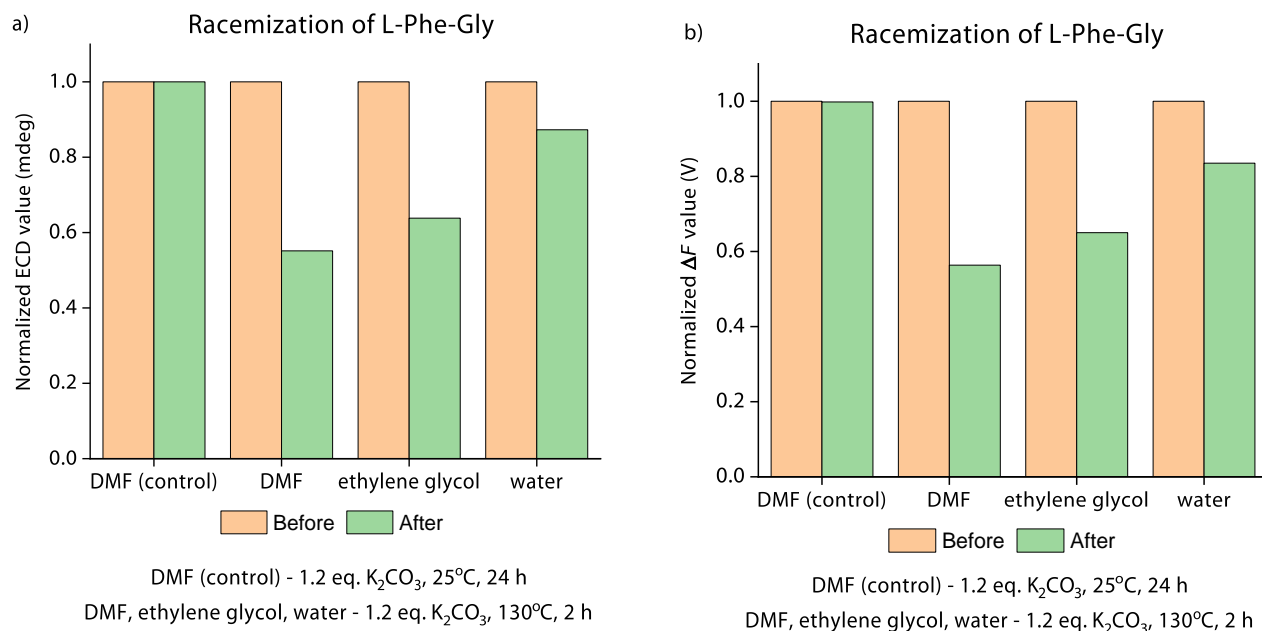 a)
Racemization of L-Phe-Gly
Normalized ECD value (mdeg)
1.0
0.8
0.6
0.4
0.2
0.0
DMF (control) DMF ethylene glycol water
Before After
DMF (control) - 1.2 eq. K₂CO₃, 25ºC, 24 h
DMF, ethylene glycol, water - 1.2 eq. K₂CO₃, 130ºC, 2 h
b)
Racemization of L-Phe-Gly
Normalized ΔF value (V)
1.0
0.8
0.6
0.4
0.2
0.0
DMF (control) DMF ethylene glycol water
Before After
DMF (control) - 1.2 eq. K₂CO₃, 25ºC, 24 h
DMF, ethylene glycol, water - 1.2 eq. K₂CO₃, 130ºC, 2 h